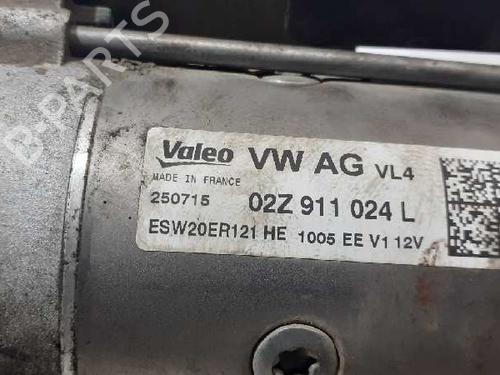 B-PARTS
Valeo VW AG VL4
MADE IN FRANCE
250715 02Z 911 024 L
ESW20ER121 HE 1005 EE V1 12V